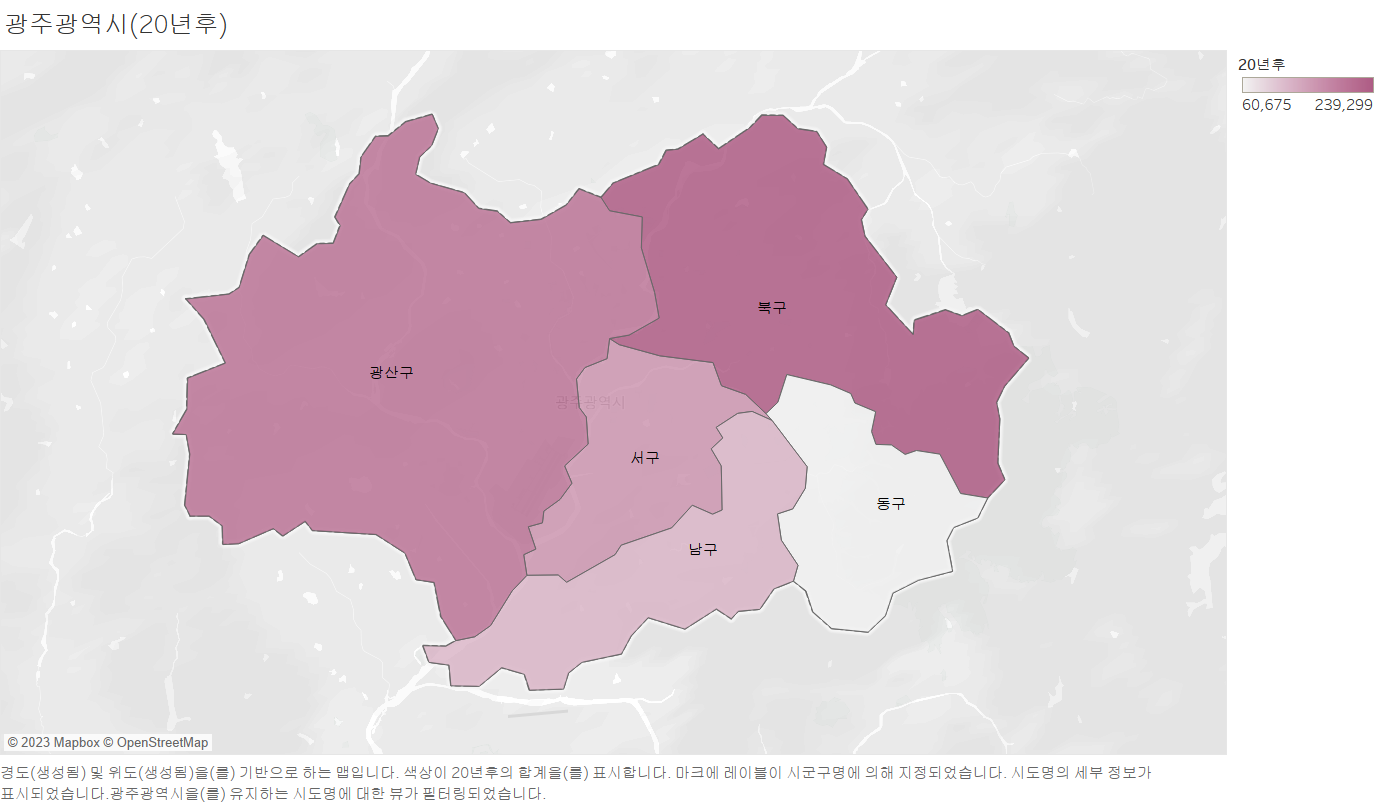 광주광역시(20년후)
20년후
60,675 239,299
북구
광산구
광주광역시
서구
동구
남구
© 2023 Mapbox © OpenStreetMap
경도(생성됨) 및 위도(생성됨)을(를) 기반으로 하는 맵입니다. 색상이 20년후의 합계을(를) 표시합니다. 마크에 레이블이 시군구명에 의해 지정되었습니다. 시도명의 세부 정보가
표시되었습니다.광주광역시을(를) 유지하는 시도명에 대한 뷰가 필터링되었습니다.